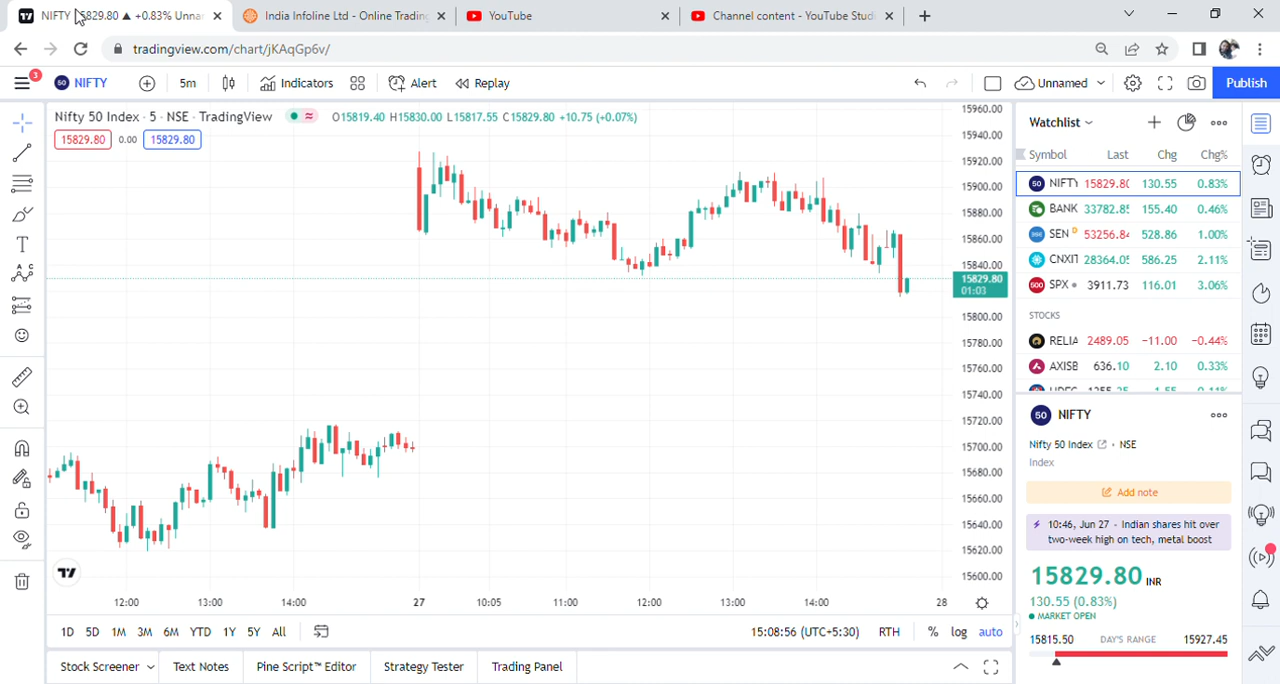 NIFTY 15829.80 ▲ +0.83% Unnar
India Infoline Ltd - Online Trading
YouTube
Channel content - YouTube Studi
tradingview.com/chart/jKAqGp6v/
3
50 NIFTY
5m
Indicators
Alert
Replay
Unnamed
Publish
Nifty 50 Index · 5 · NSE · TradingView
O15819.40 H15830.00 L15817.55 C15829.80 +10.75 (+0.07%)
15829.80 0.00 15829.80
15960.00
15940.00
15920.00
15900.00
15880.00
15860.00
15840.00
15829.80
01:03
15800.00
15780.00
15760.00
15740.00
15720.00
15700.00
15680.00
15660.00
15640.00
15620.00
15600.00
12:00 13:00 14:00 27 10:05 11:00 12:00 13:00 14:00 28
1D 5D 1M 3M 6M YTD 1Y 5Y All
15:08:56 (UTC+5:30) RTH % log auto
Stock Screener Text Notes Pine Script™ Editor Strategy Tester Trading Panel
Watchlist
Symbol Last Chg Chg%
50 NIFTY 15829.80 130.55 0.83%
BANK 33782.85 155.40 0.46%
SEN D 53256.84 528.86 1.00%
CNXIT 28364.05 586.25 2.11%
500 SPX 3911.73 116.01 3.06%
STOCKS
RELIA 2489.05 −11.00 −0.44%
AXISB 636.10 2.10 0.33%
50 NIFTY
Nifty 50 Index • NSE
Index
Add note
10:46, Jun 27 - Indian shares hit over
two-week high on tech, metal boost
15829.80 INR
130.55 (0.83%)
MARKET OPEN
15815.50 DAY'S RANGE 15927.45